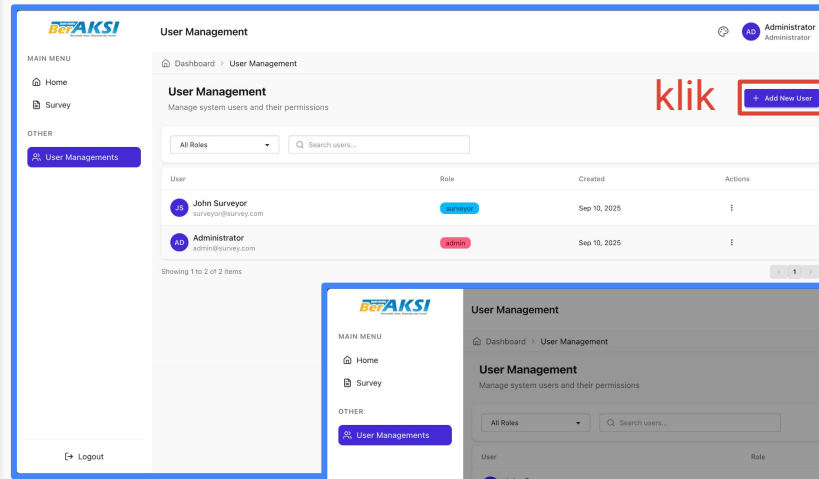 BerAKSI
User Management
AD
Administrator
Administrator
MAIN MENU
Home
Survey
OTHER
User Managements
Logout
Dashboard > User Management
User Management
Manage system users and their permissions
klik
+ Add New User
All Roles
Search users...
User Role Created Actions
JS
John Surveyor
surveyor@survey.com
surveyor
Sep 10, 2025
AD
Administrator
admin@survey.com
admin
Sep 10, 2025
Showing 1 to 2 of 2 items
< 1 >
BerAKSI
User Management
MAIN MENU
Home
Survey
OTHER
User Managements
Dashboard > User Management
User Management
Manage system users and their permissions
All Roles
Search users...
User Role